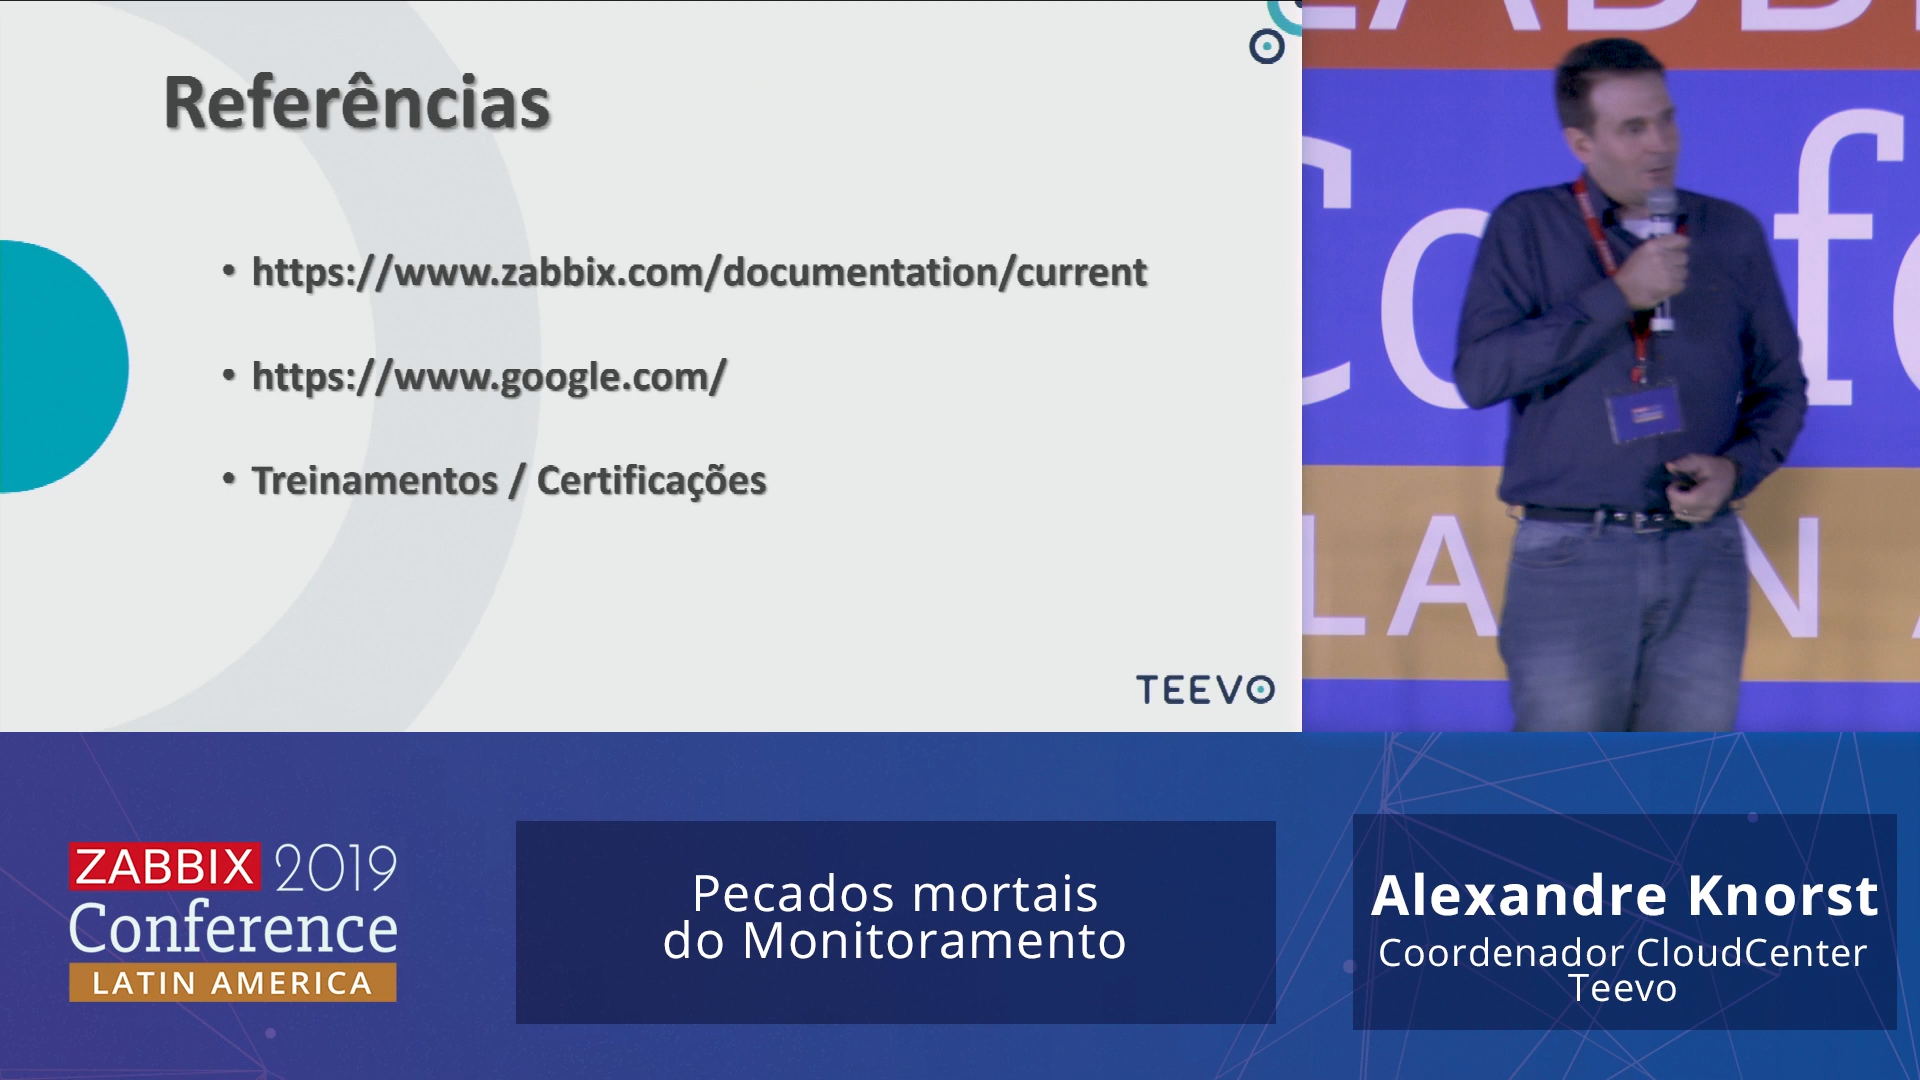 Referências
• https://www.zabbix.com/documentation/current
• https://www.google.com/
• Treinamentos / Certificações
TEEVO
ZABBIX 2019
Conference
LATIN AMERICA
Pecados mortais
do Monitoramento
Alexandre Knorst
Coordenador CloudCenter
Teevo